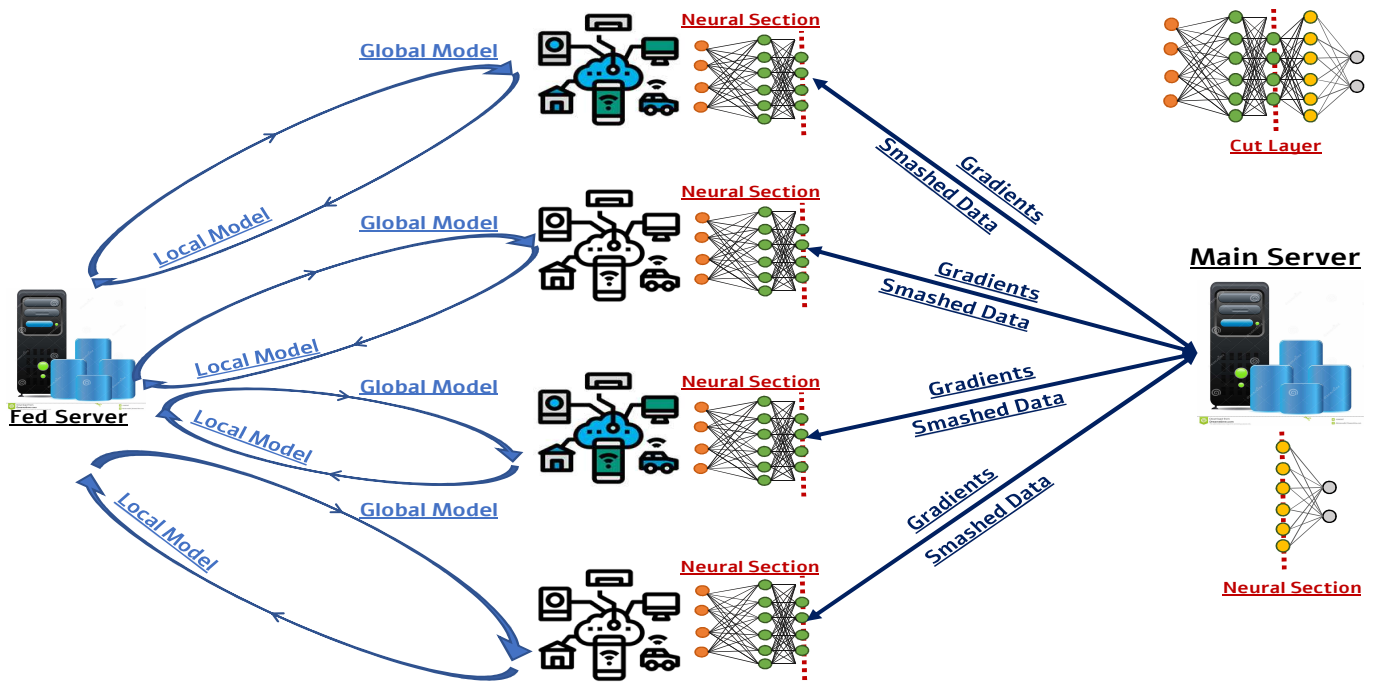 Neural Section
Global Model
Cut Layer
Gradients
Smashed Data
Local Model
Neural Section
Global Model
Gradients
Smashed Data
Main Server
Local Model
Neural Section
Global Model
Gradients
Smashed Data
Fed Server
Local Model
Gradients
Smashed Data
Global Model
Local Model
Neural Section
Neural Section